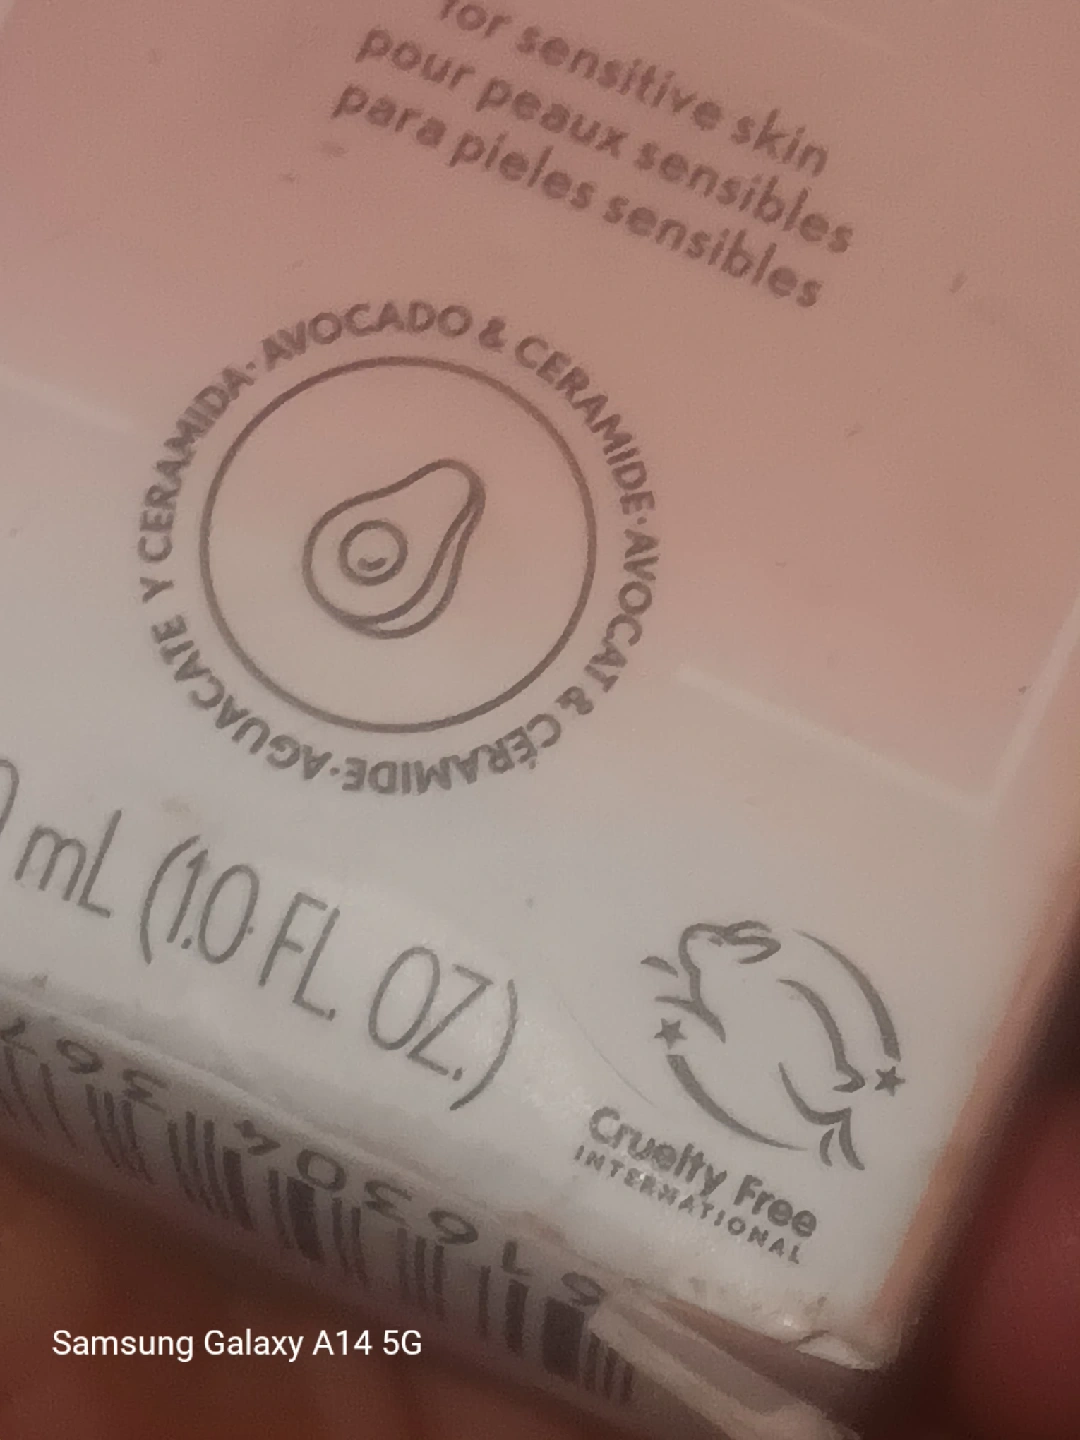 for sensitive skin
pour peaux sensibles
para pieles sensibles
AVOCADO & CERAMIDE·AVOCAT & CÉRAMIDE·AGUACATE Y CERAMIDA·
mL (1.0 FL. OZ.)
Cruelty Free
INTERNATIONAL
Samsung Galaxy A14 5G